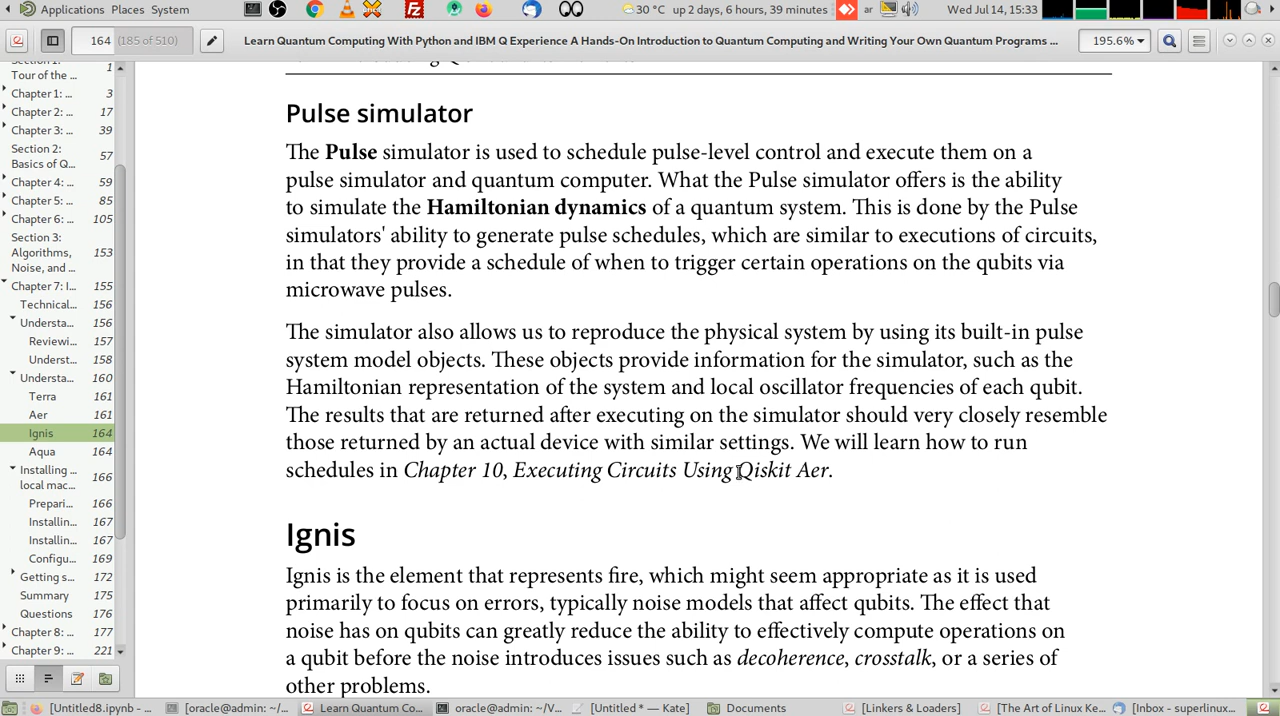 Applications Places System
30 °C up 2 days, 6 hours, 39 minutes
ar
Wed Jul 14, 15:33
164 (185 of 510)
Learn Quantum Computing With Python and IBM Q Experience A Hands-On Introduction to Quantum Computing and Writing Your Own Quantum Programs ...
195.6%
Tour of the ... 1
Chapter 1: ... 3
Chapter 2: ... 17
Chapter 3: ... 39
Section 2:
Basics of Q... 57
Chapter 4: ... 59
Chapter 5: ... 85
Chapter 6: ... 105
Section 3:
Algorithms, 153
Noise, and ...
Chapter 7: I... 155
Technical... 156
Understa... 156
Reviewi... 157
Underst... 158
Understa... 160
Terra 161
Aer 161
Ignis 164
Aqua 164
Installing ...
local mac... 166
Prepari... 166
Installin... 167
Installin... 167
Configu... 169
Getting s... 172
Summary 175
Questions 176
Chapter 8: ... 177
Chapter 9: ... 221
Pulse simulator
The Pulse simulator is used to schedule pulse-level control and execute them on a
pulse simulator and quantum computer. What the Pulse simulator offers is the ability
to simulate the Hamiltonian dynamics of a quantum system. This is done by the Pulse
simulators' ability to generate pulse schedules, which are similar to executions of circuits,
in that they provide a schedule of when to trigger certain operations on the qubits via
microwave pulses.
The simulator also allows us to reproduce the physical system by using its built-in pulse
system model objects. These objects provide information for the simulator, such as the
Hamiltonian representation of the system and local oscillator frequencies of each qubit.
The results that are returned after executing on the simulator should very closely resemble
those returned by an actual device with similar settings. We will learn how to run
schedules in Chapter 10, Executing Circuits Using Qiskit Aer.
Ignis
Ignis is the element that represents fire, which might seem appropriate as it is used
primarily to focus on errors, typically noise models that affect qubits. The effect that
noise has on qubits can greatly reduce the ability to effectively compute operations on
a qubit before the noise introduces issues such as decoherence, crosstalk, or a series of
other problems.
[Untitled8.ipynb - ... [oracle@admin: ~/... Learn Quantum Co... oracle@admin: ~/V... [Untitled * — Kate] Documents [Linkers & Loaders] [The Art of Linux Ke... [Inbox - superlinux...